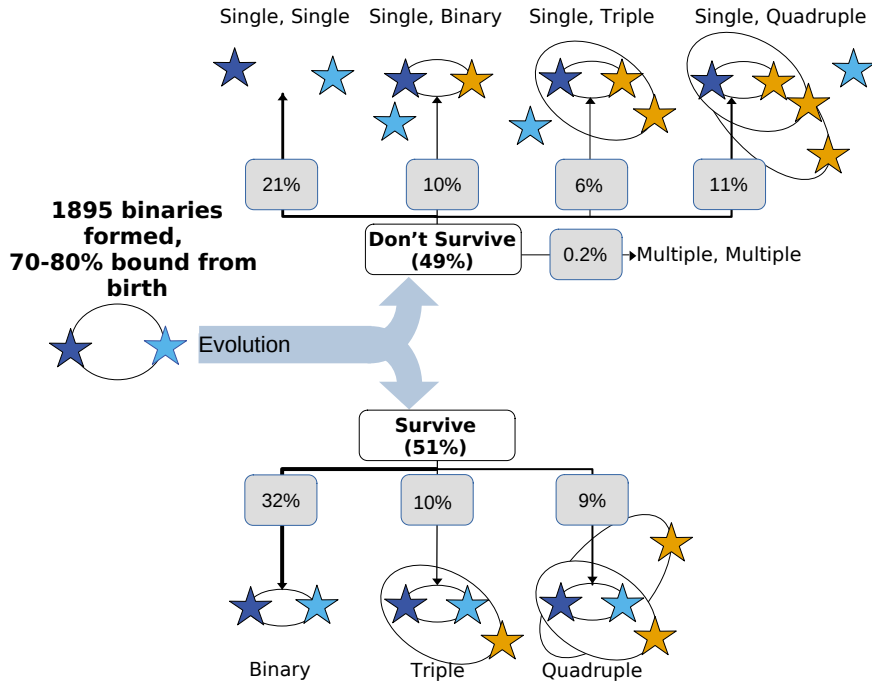 Single, Single
Single, Binary
Single, Triple
Single, Quadruple
21%
10%
6%
11%
1895 binaries
formed,
70-80% bound from
birth
Don’t Survive
(49%)
0.2%
Multiple, Multiple
Evolution
Survive
(51%)
32%
10%
9%
Binary
Triple
Quadruple